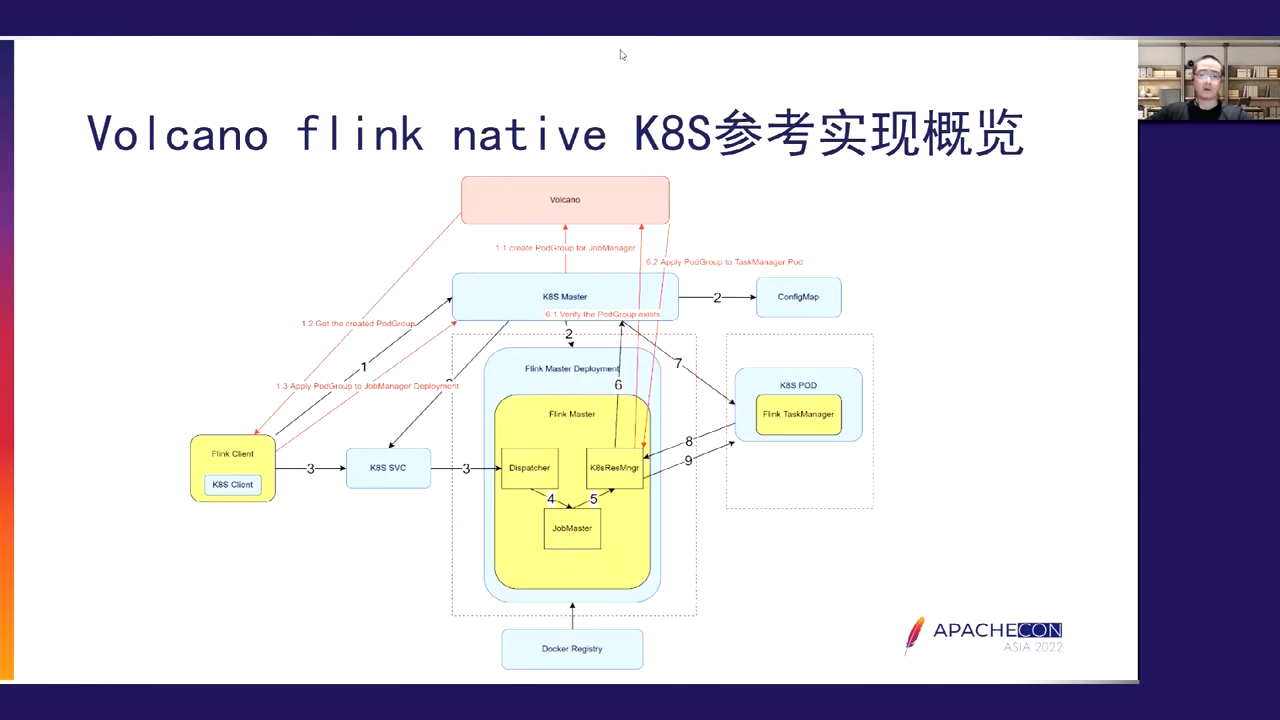 Volcano flink native K8S参考实现概览
Volcano
1.1 create PodGroup for JobManager
6.2 Apply PodGroup to TaskManager Pod
K8S Master
2
ConfigMap
6.1 Verify the PodGroup exists
1.2 Get the created PodGroup
2
1
7
Flink Master Deployment
1.3 Apply PodGroup to JobManager Deployment
6
K8S POD
Flink Master
Flink TaskManager
8
9
Flink Client
K8S Client
3
K8S SVC
3
Dispatcher
K8sResMngr
4
5
JobMaster
Docker Registry
APACHECON
ASIA 2022